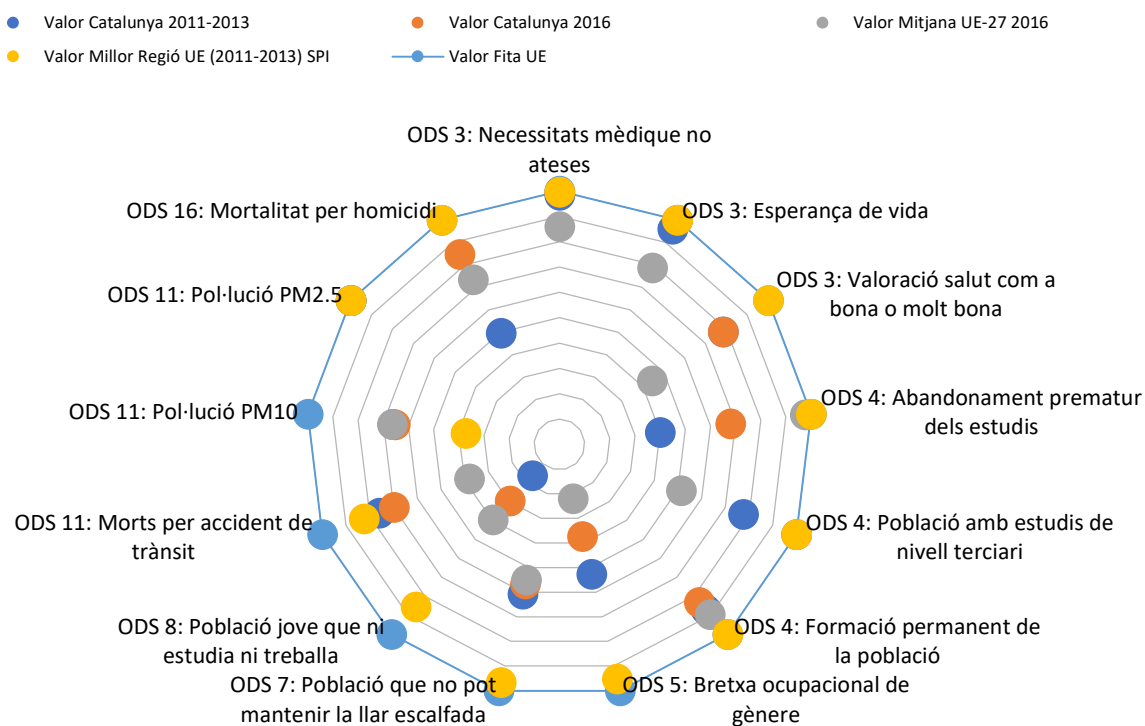 Valor Catalunya 2011-2013
Valor Catalunya 2016
Valor Mitjana UE-27 2016
Valor Millor Regió UE (2011-2013) SPI
Valor Fita UE
ODS 3: Necessitats mèdique no
ateses
ODS 3: Esperança de vida
ODS 3: Valoració salut com a
bona o molt bona
ODS 4: Abandonament prematur
dels estudis
ODS 4: Població amb estudis de
nivell terciari
ODS 4: Formació permanent de
la població
ODS 5: Bretxa ocupacional de
gènere
ODS 7: Població que no pot
mantenir la llar escalfada
ODS 8: Població jove que ni
estudia ni treballa
ODS 11: Morts per accident de
trànsit
ODS 11: Pol·lució PM10
ODS 11: Pol·lució PM2.5
ODS 16: Mortalitat per homicidi